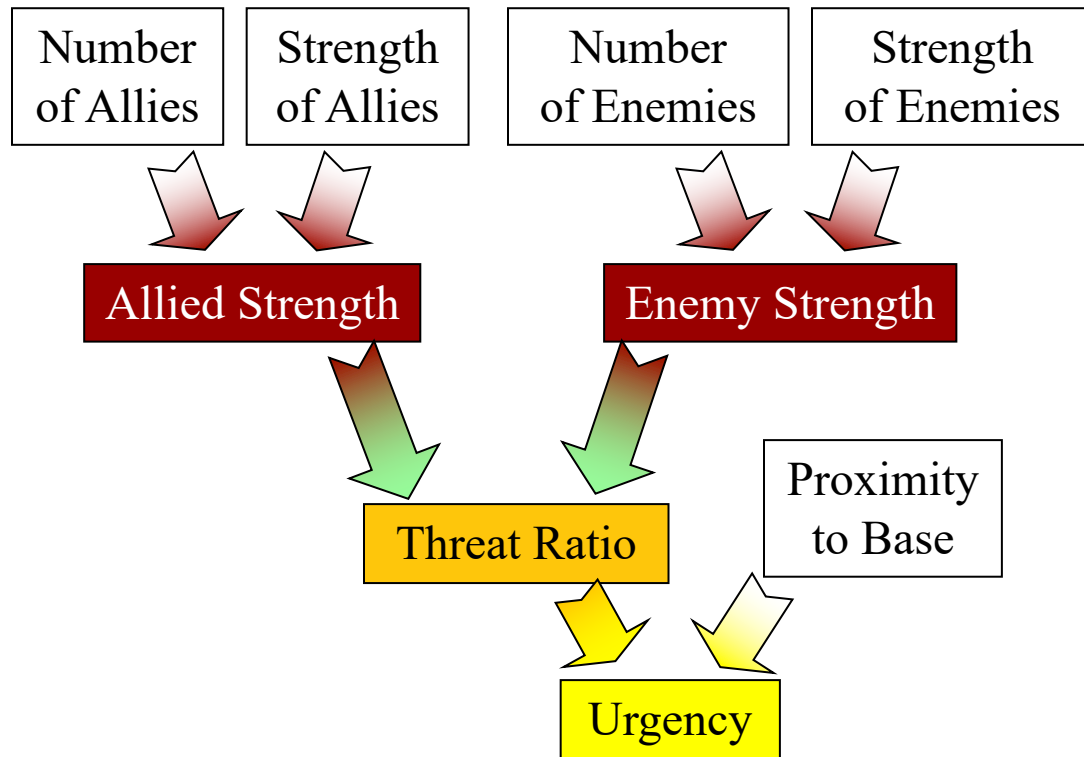 Number
of Allies
Strength
of Allies
Number
of Enemies
Strength
of Enemies
Allied Strength
Enemy Strength
Proximity
to Base
Threat Ratio
Urgency